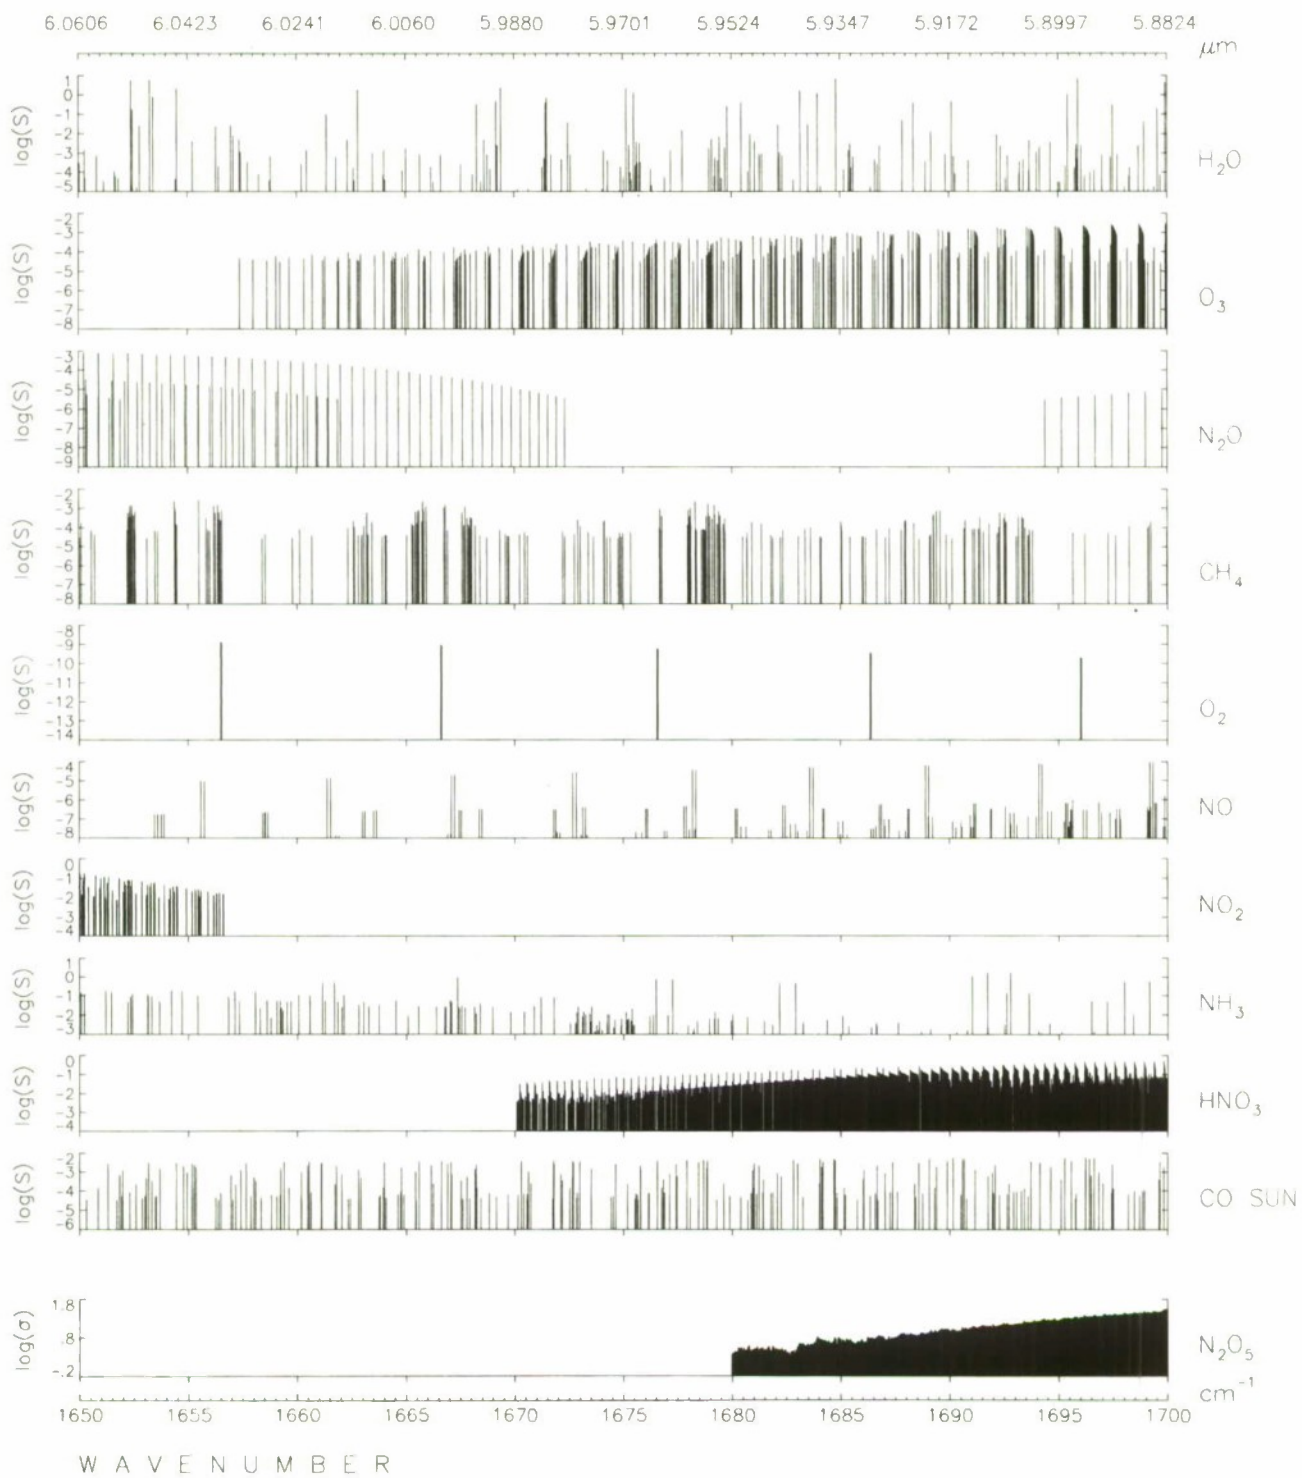 6.0606 6.0423 6.0241 6.0060 5.9880 5.9701 5.9524 5.9347 5.9172 5.8997 5.8824
μm
log(S) 1 0 -1 -2 -3 -4 -5 H₂O
log(S) -2 -3 -4 -5 -6 -7 -8 O₃
log(S) -3 -4 -5 -6 -7 -8 -9 N₂O
log(S) -2 -3 -4 -5 -6 -7 -8 CH₄
log(S) -8 -9 -10 -11 -12 -13 -14 O₂
log(S) -4 -5 -6 -7 -8 NO
log(S) 0 -1 -2 -3 -4 NO₂
log(S) 1 0 -1 -2 -3 NH₃
log(S) 0 -1 -2 -3 -4 HNO₃
log(S) -2 -3 -4 -5 -6 CO SUN
log(σ) 1.8 .8 -.2 N₂O₅
cm⁻¹
1650 1655 1660 1665 1670 1675 1680 1685 1690 1695 1700
WAVENUMBER